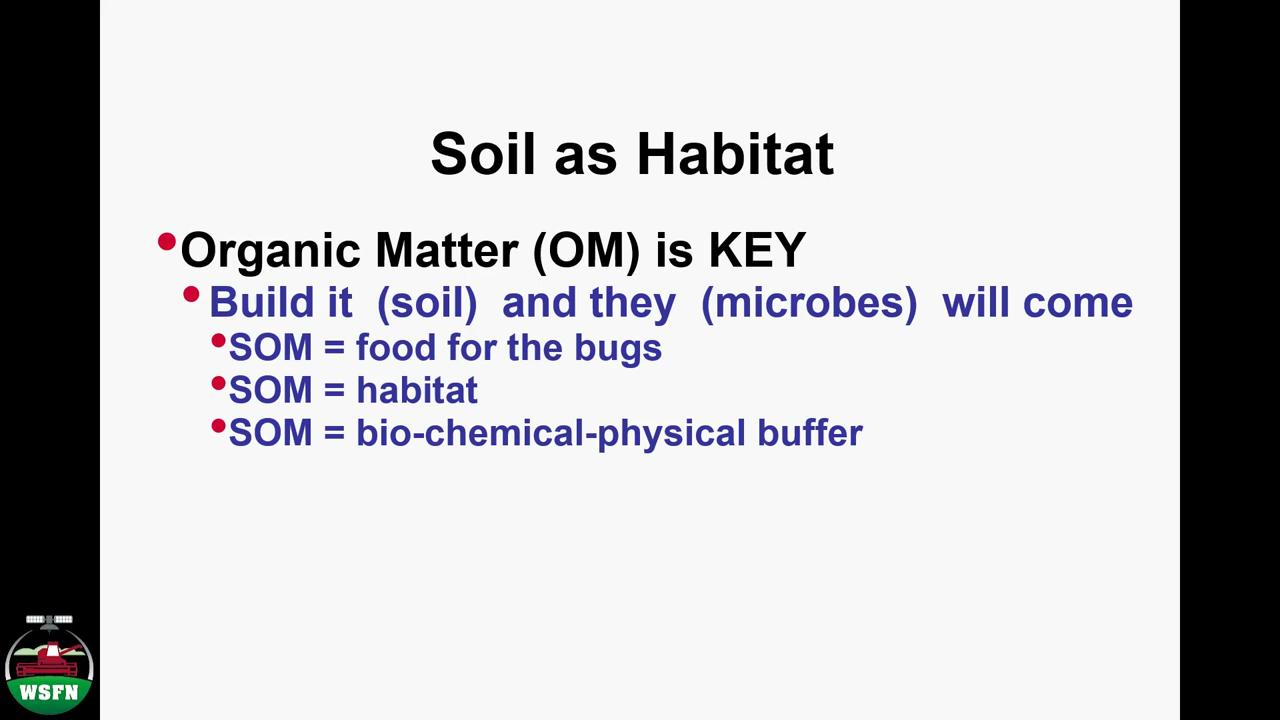 Soil as Habitat
•Organic Matter (OM) is KEY
• Build it (soil) and they (microbes) will come
•SOM = food for the bugs
•SOM = habitat
•SOM = bio-chemical-physical buffer
WSFN